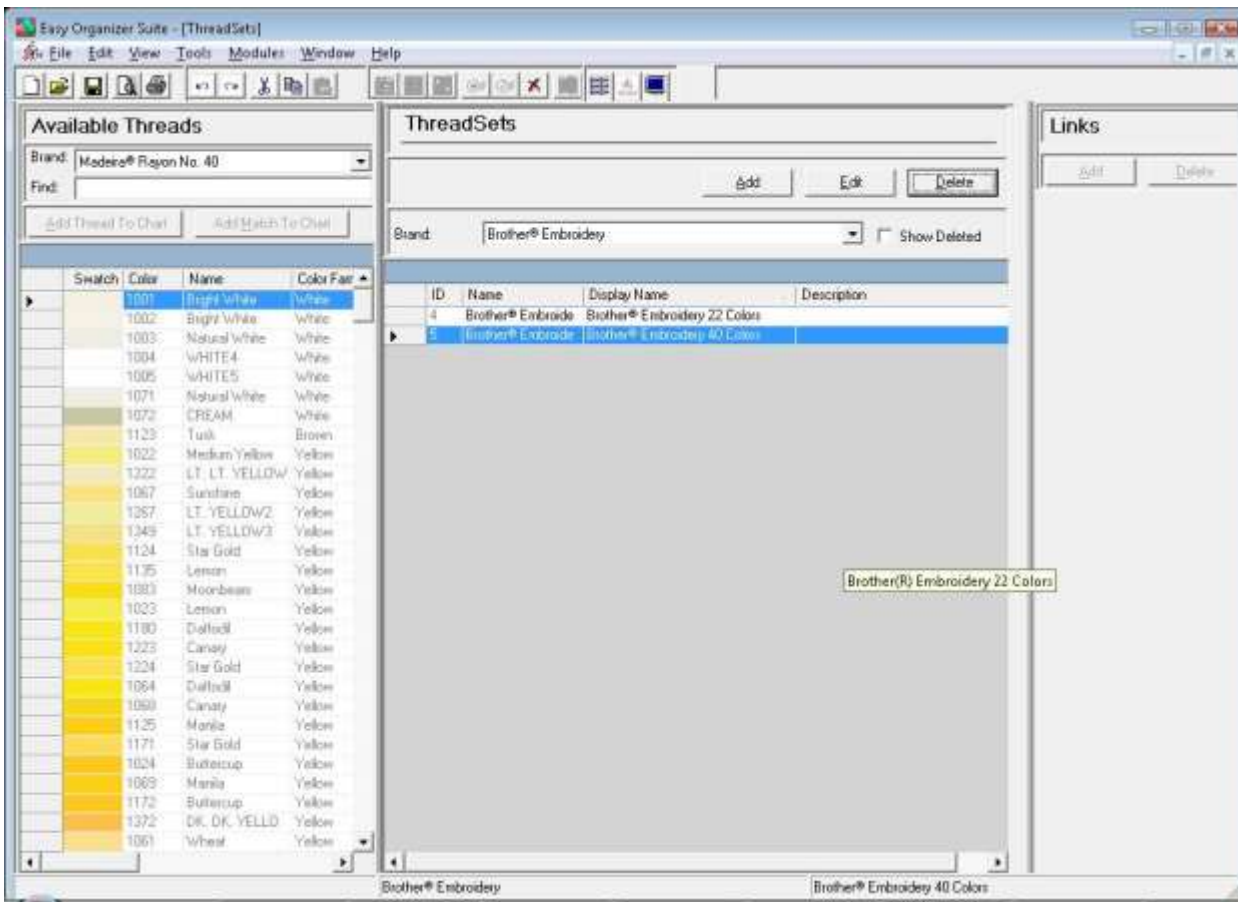 Easy Organizer Suite - [ThreadSets]
File Edit View Tools Modules Window Help
Available Threads
Brand: Madeira® Rayon No. 40
Find:
Add Thread To Chart Add Match To Chart
Swatch Color Name Color Fam
1001 Bright White White
1002 Bright White White
1003 Natural White White
1004 WHITE4 White
1005 WHITE5 White
1071 Natural White White
1072 CREAM White
1123 Tusk Brown
1022 Medium Yellow Yellow
1222 LT. LT. YELLOW Yellow
1067 Sunshine Yellow
1267 LT. YELLOW2 Yellow
1349 LT. YELLOW3 Yellow
1124 Star Gold Yellow
1135 Lemon Yellow
1083 Moonbeam Yellow
1023 Lemon Yellow
1180 Daffodil Yellow
1223 Canary Yellow
1224 Star Gold Yellow
1064 Daffodil Yellow
1068 Canary Yellow
1125 Manila Yellow
1171 Star Gold Yellow
1024 Buttercup Yellow
1069 Manila Yellow
1172 Buttercup Yellow
1372 DK. DK. YELLO Yellow
1061 Wheat Yellow
ThreadSets
Add Edit Delete
Brand: Brother® Embroidery Show Deleted
ID Name Display Name Description
4 Brother® Embroide Brother® Embroidery 22 Colors
5 Brother® Embroide Brother® Embroidery 40 Colors
Brother(R) Embroidery 22 Colors
Links
Add Delete
Brother® Embroidery Brother® Embroidery 40 Colors